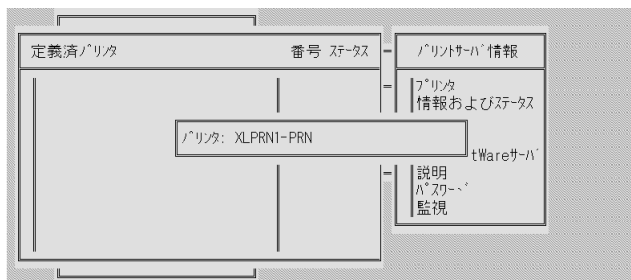 定義済プリンタ 番号 ステータス
プリンタ: XLPRN1-PRN
プリントサーバ情報
プリンタ
情報およびステータス
tWareサーバ
説明
パスワード
監視